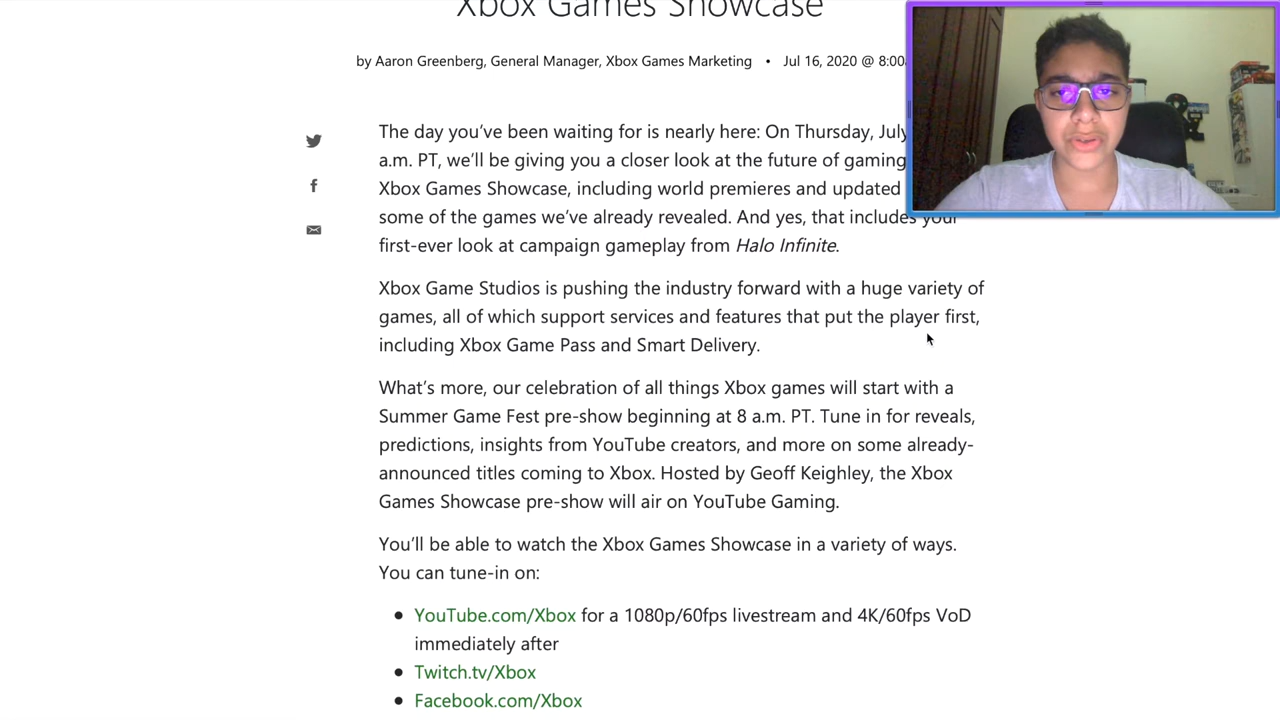 Xbox Games Showcase
by Aaron Greenberg, General Manager, Xbox Games Marketing • Jul 16, 2020 @ 8:00
The day you’ve been waiting for is nearly here: On Thursday, July
a.m. PT, we’ll be giving you a closer look at the future of gaming
Xbox Games Showcase, including world premieres and updated
some of the games we’ve already revealed. And yes, that includes your
first-ever look at campaign gameplay from Halo Infinite.
Xbox Game Studios is pushing the industry forward with a huge variety of
games, all of which support services and features that put the player first,
including Xbox Game Pass and Smart Delivery.
What’s more, our celebration of all things Xbox games will start with a
Summer Game Fest pre-show beginning at 8 a.m. PT. Tune in for reveals,
predictions, insights from YouTube creators, and more on some already-
announced titles coming to Xbox. Hosted by Geoff Keighley, the Xbox
Games Showcase pre-show will air on YouTube Gaming.
You’ll be able to watch the Xbox Games Showcase in a variety of ways.
You can tune-in on:
• YouTube.com/Xbox for a 1080p/60fps livestream and 4K/60fps VoD
immediately after
• Twitch.tv/Xbox
• Facebook.com/Xbox